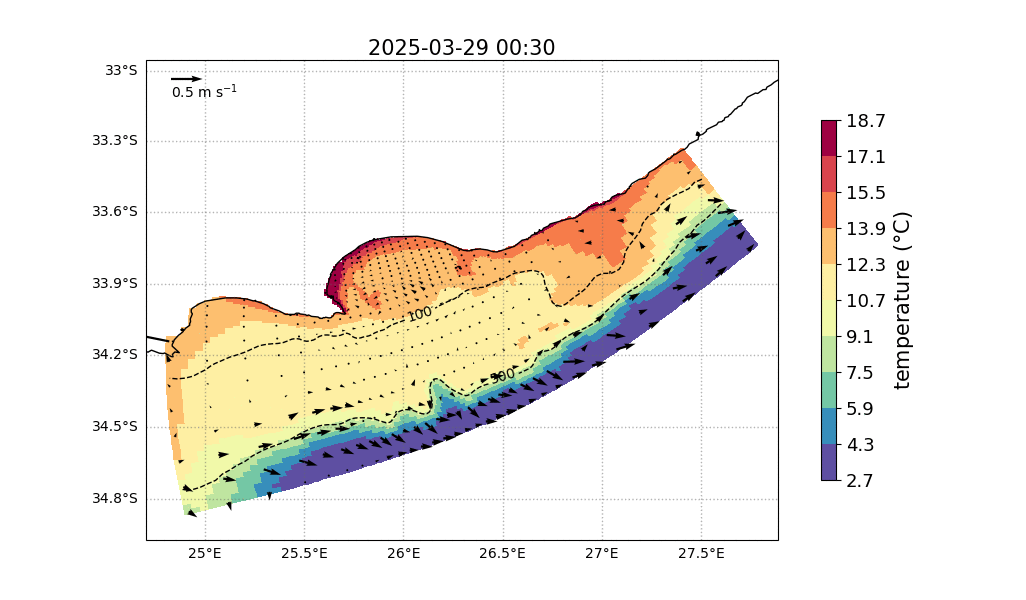 2025-03-29 00:30
33°S
33.3°S
33.6°S
33.9°S
34.2°S
34.5°S
34.8°S
0.5 m s⁻¹
100
500
25°E
25.5°E
26°E
26.5°E
27°E
27.5°E
18.7
17.1
15.5
13.9
12.3
10.7
9.1
7.5
5.9
4.3
2.7
temperature (°C)